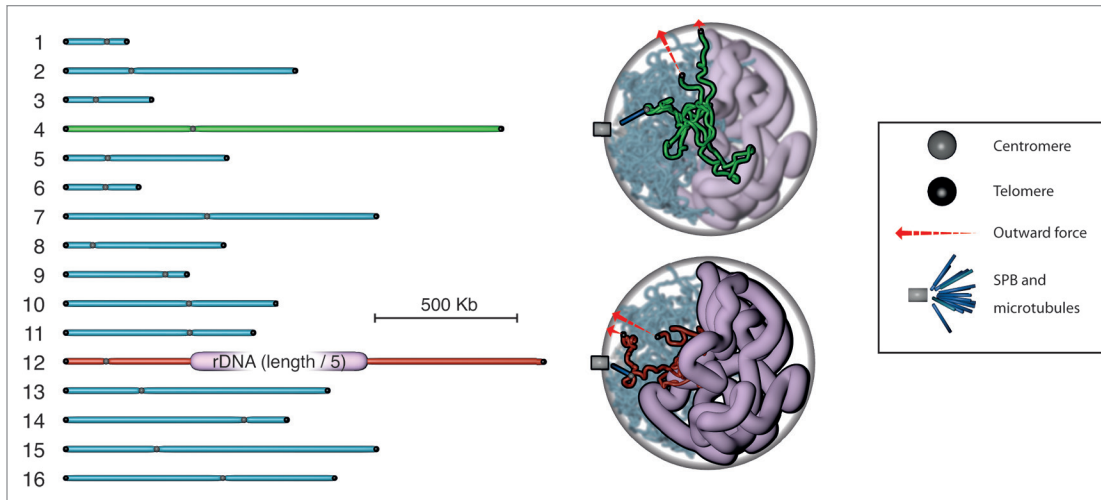 1
2
3
4
5
6
7
8
9
10
11
12
13
14
15
16
500 Kb
rDNA (length / 5)
Centromere
Telomere
Outward force
SPB and
microtubules